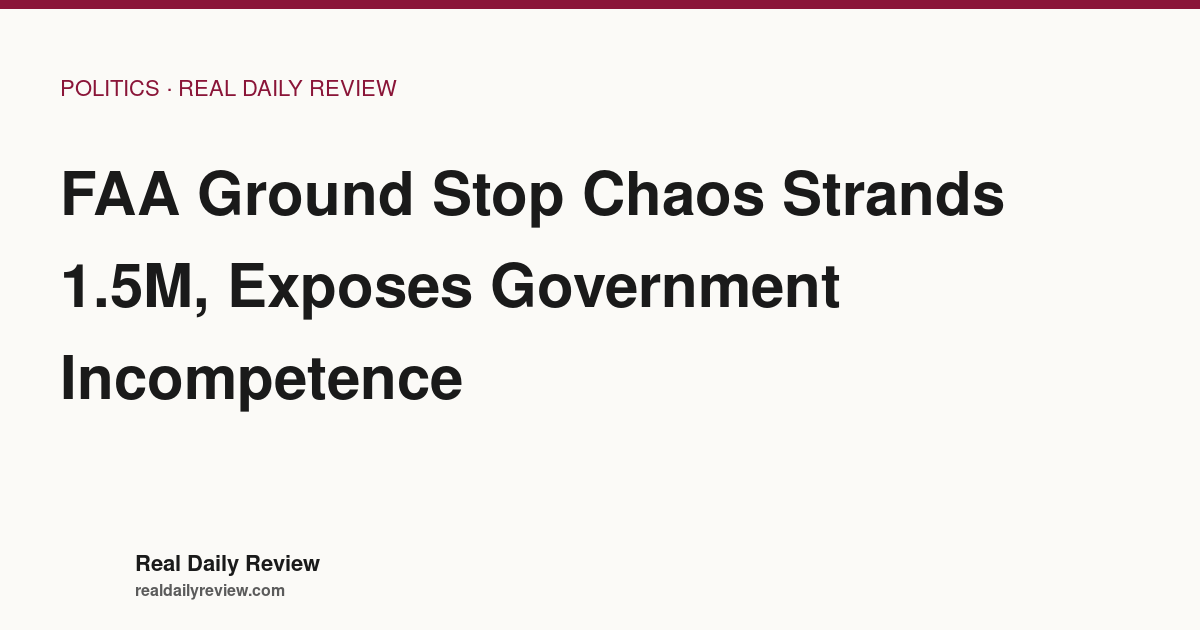 POLITICS · REAL DAILY REVIEW
FAA Ground Stop Chaos Strands
1.5M, Exposes Government
Incompetence
Real Daily Review
realdailyreview.com